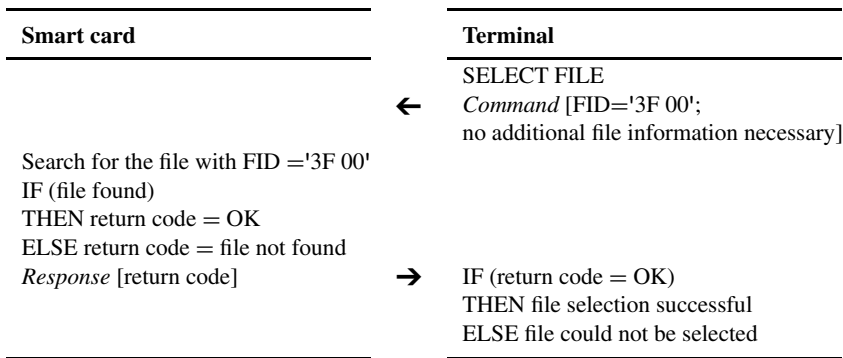 Smart card
Terminal
SELECT FILE
← Command [FID='3F 00';
no additional file information necessary]
Search for the file with FID ='3F 00'
IF (file found)
THEN return code = OK
ELSE return code = file not found
Response [return code] → IF (return code = OK)
THEN file selection successful
ELSE file could not be selected